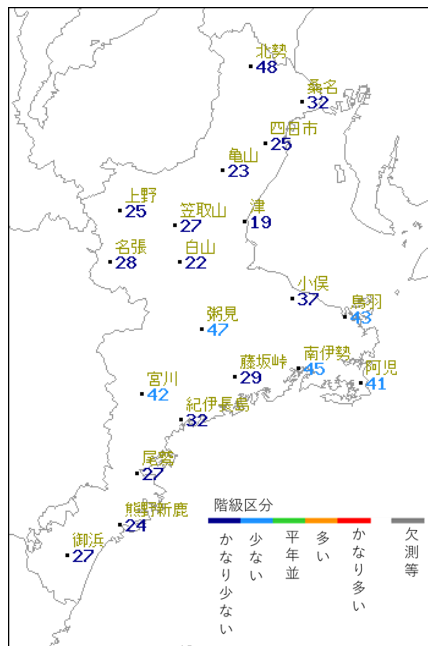 北勢
48
桑名
32
四日市
25
亀山
23
上野
25
笠取山
27
津
19
名張
28
白山
22
小俣
37
鳥羽
43
粥見
47
藤坂峠
29
南伊勢
45
阿児
41
宮川
42
紀伊長島
32
尾鷲
27
熊野新鹿
24
御浜
27
階級区分
かなり少ない
少ない
平年並
多い
かなり多い
欠測等